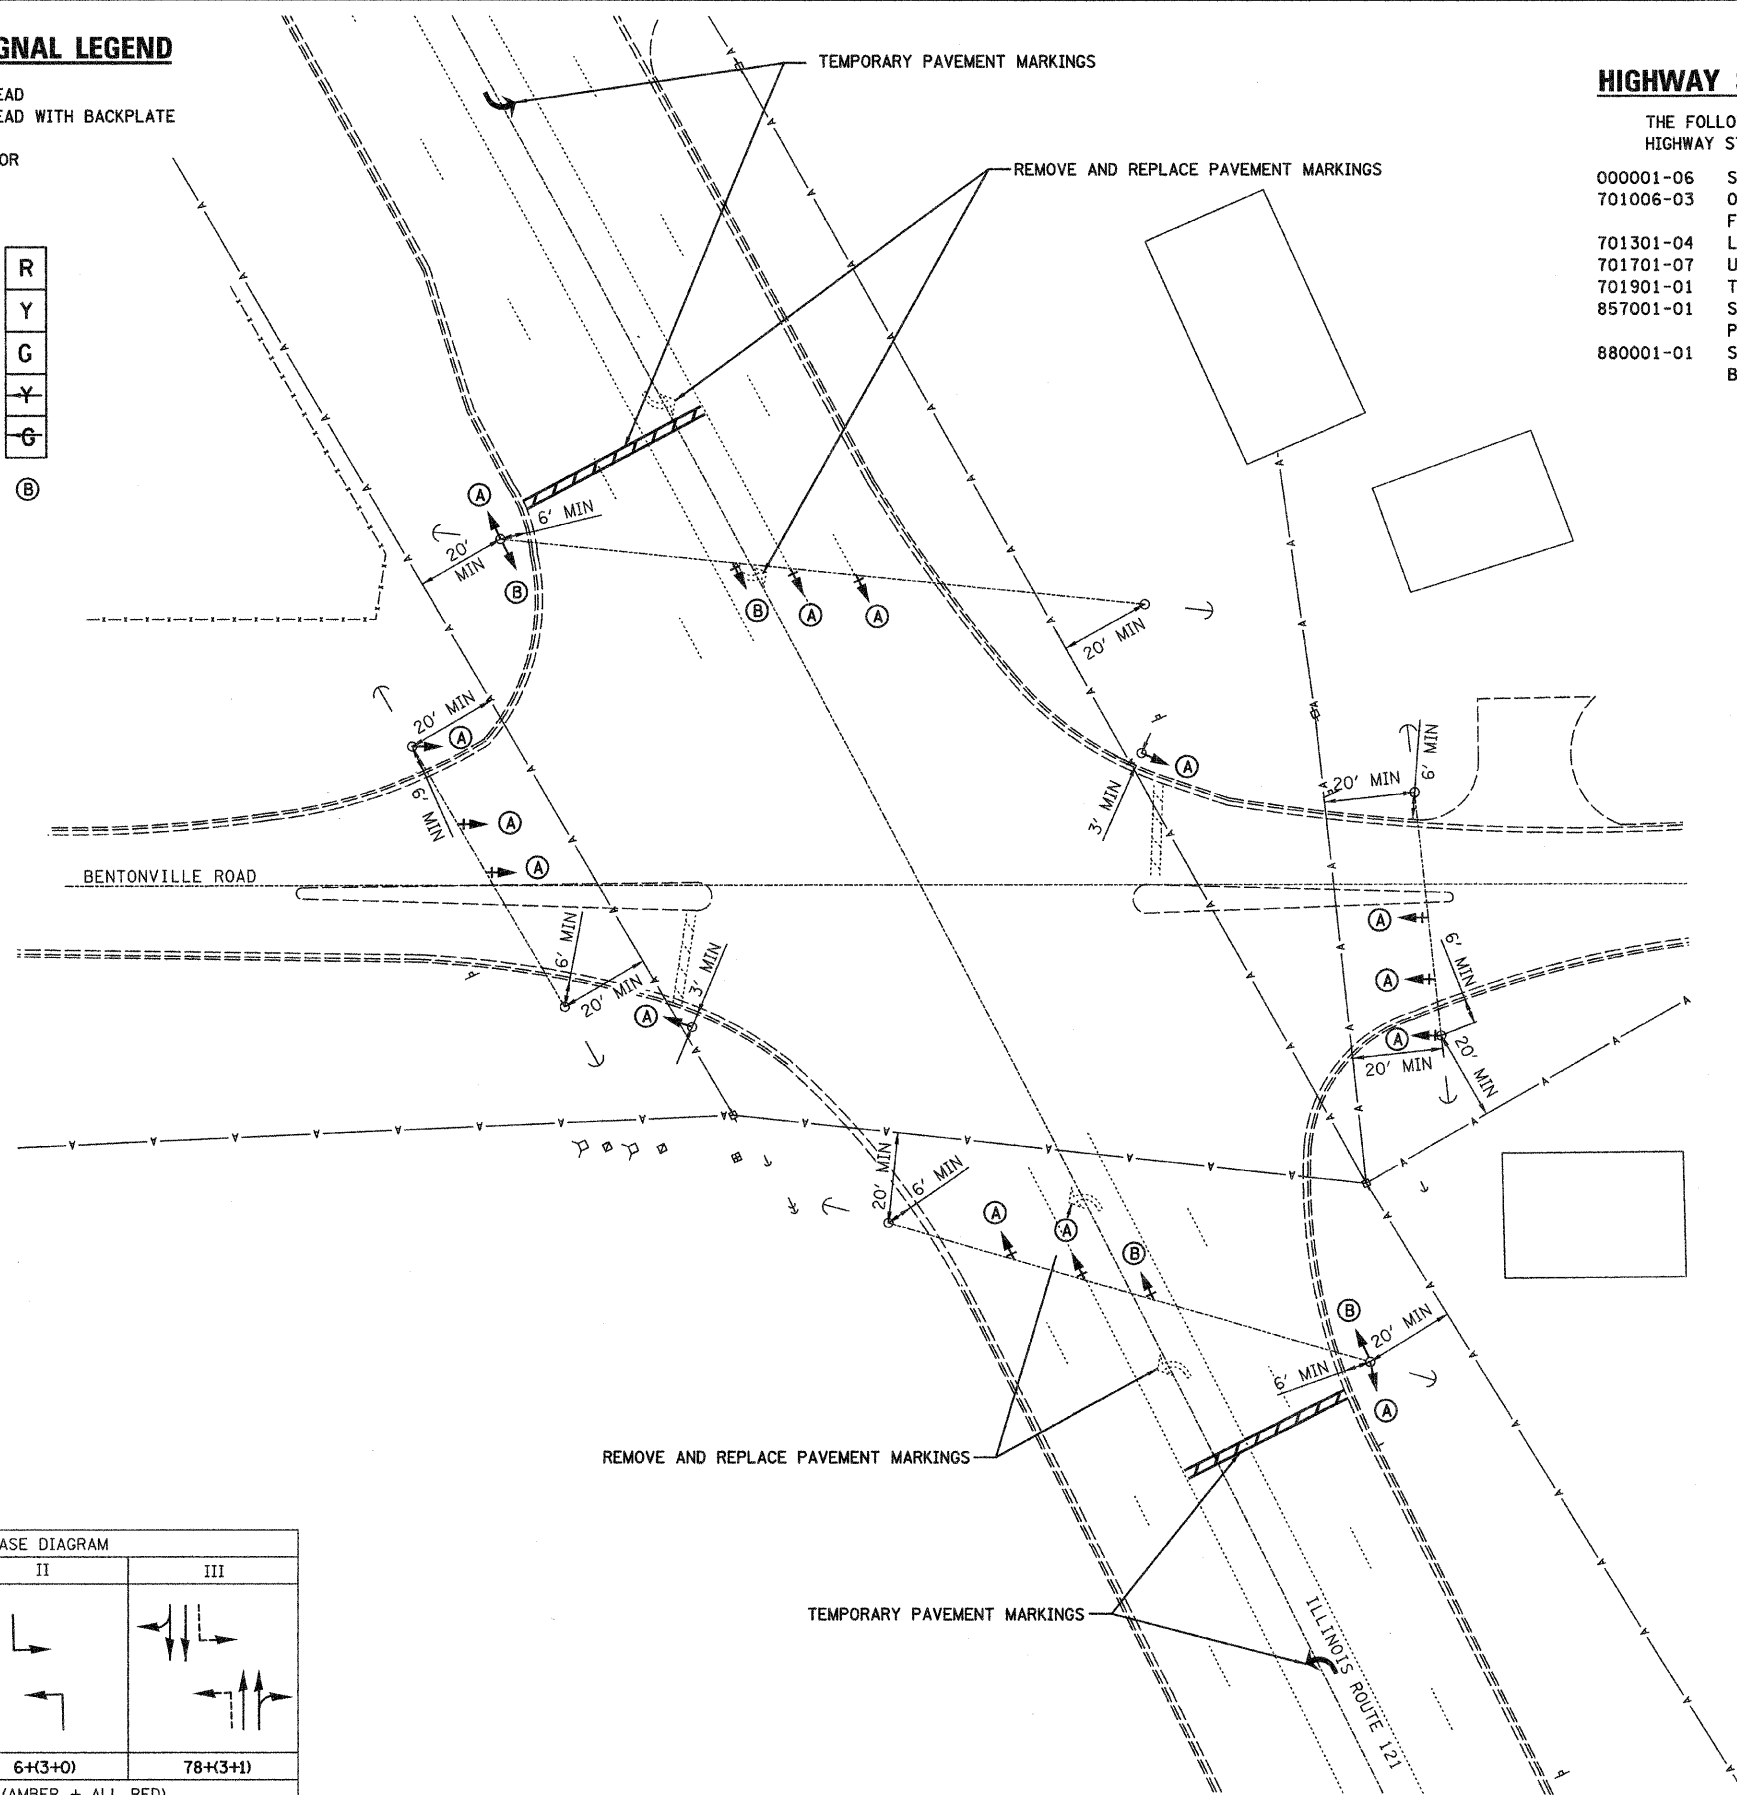 GNAL LEGEND
EAD
EAD WITH BACKPLATE
OR
R
Y
G
Y
G
B
TEMPORARY PAVEMENT MARKINGS
REMOVE AND REPLACE PAVEMENT MARKINGS
HIGHWAY S
THE FOLLO
HIGHWAY S
000001-06 S
701006-03 O
F
701301-04 L
701701-07 U
701901-01 T
857001-01 S
P
880001-01 S
B
A
6' MIN
20' MIN
B
B
A
A
20' MIN
20' MIN
A
6' MIN
A
A
A
3' MIN
20' MIN
6' MIN
BENTONVILLE ROAD
A
A
6' MIN
6' MIN
20' MIN
3' MIN
A
A
20' MIN
20' MIN
20' MIN
6' MIN
A
A
B
B
20' MIN
6' MIN
A
REMOVE AND REPLACE PAVEMENT MARKINGS
TEMPORARY PAVEMENT MARKINGS
ILLINOIS ROUTE 121
ASE DIAGRAM
II III
6+(3+0) 78+(3+1)
(AMBER + ALL RED)